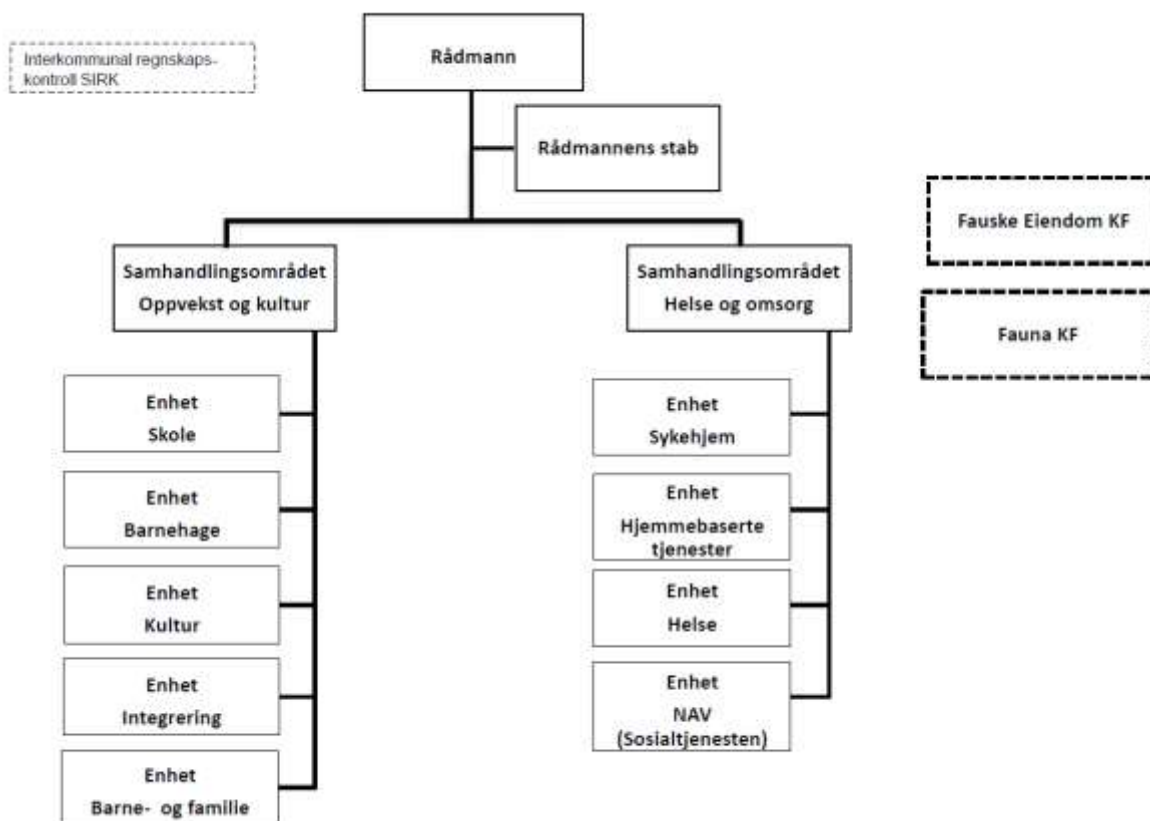 Interkommunal regnskaps-
kontroll SIRK
Rådmann
Rådmannens stab
Fauske Eiendom KF
Fauna KF
Samhandlingsområdet
Oppvekst og kultur
Enhet
Skole
Enhet
Barnehage
Enhet
Kultur
Enhet
Integrering
Enhet
Barne- og familie
Samhandlingsområdet
Helse og omsorg
Enhet
Sykehjem
Enhet
Hjemmebaserte
tjenester
Enhet
Helse
Enhet
NAV
(Sosialtjenesten)